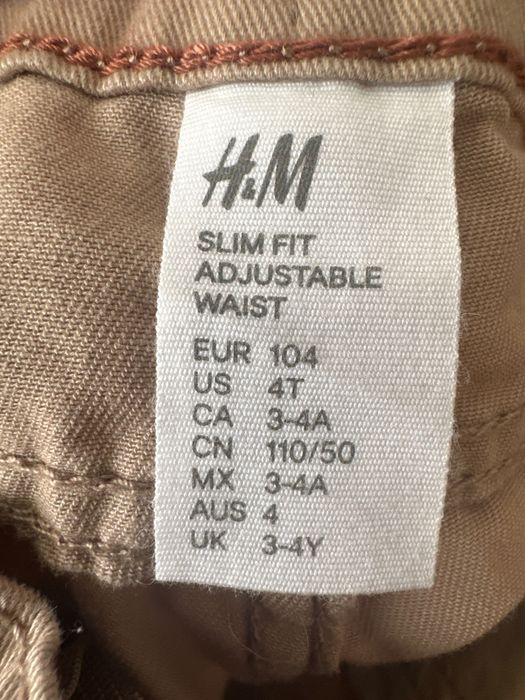 H&M
SLIM FIT
ADJUSTABLE
WAIST
EUR 104
US 4T
CA 3-4A
CN 110/50
MX 3-4A
AUS 4
UK 3-4Y